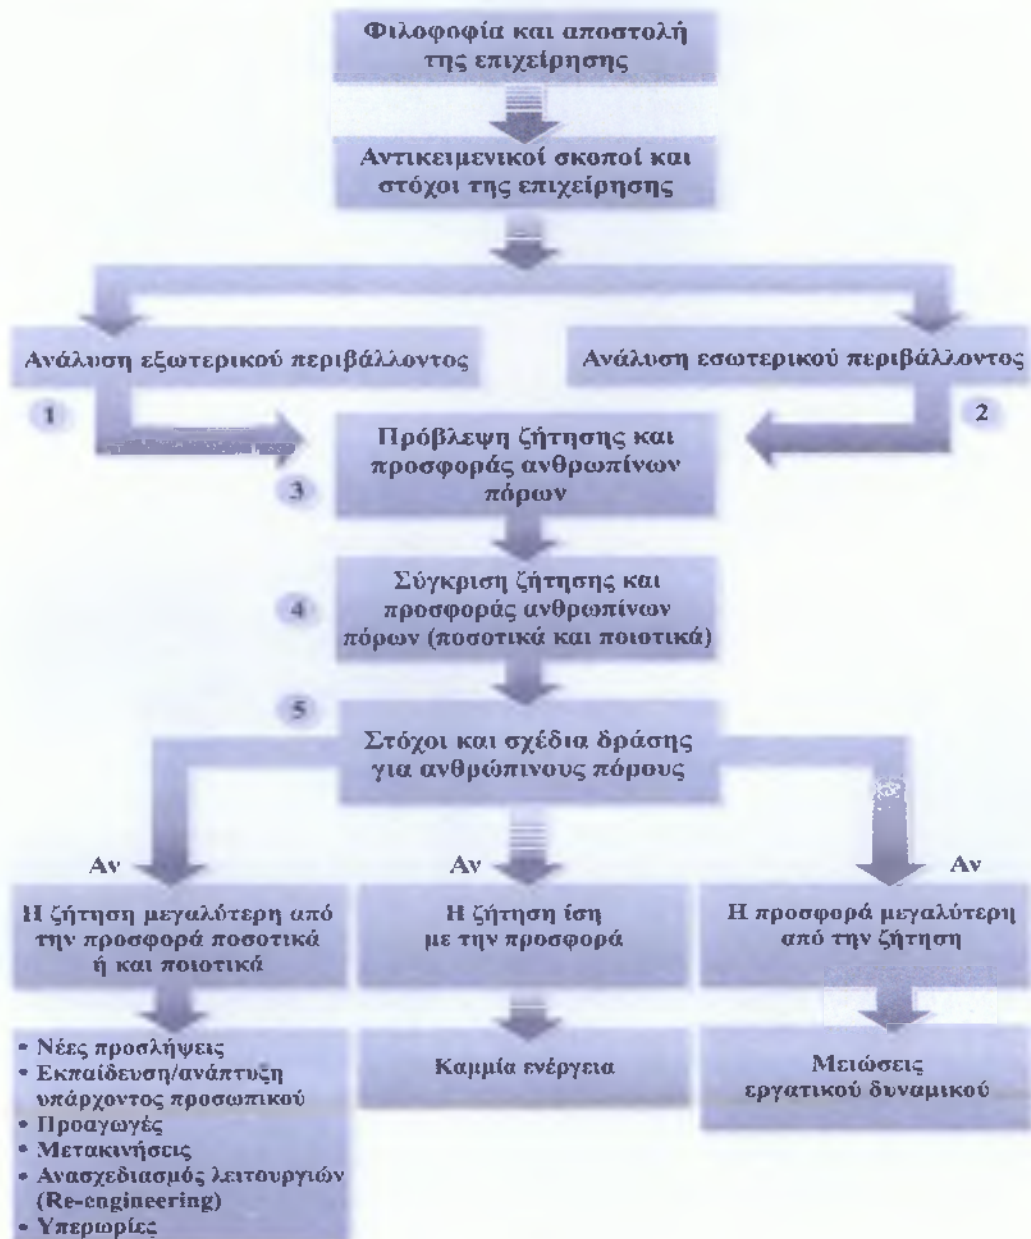 Φιλοφοφία και αποστολή
της επιχείρησης
Αντικειμενικοί σκοποί και
στόχοι της επιχείρησης
Ανάλυση εξωτερικού περιβάλλοντος
Ανάλυση εσωτερικού περιβάλλοντος
1
2
Πρόβλεψη ζήτησης και
προσφοράς ανθρωπίνων
πόρων
3
Σύγκριση ζήτησης και
προσφοράς ανθρωπίνων
πόρων (ποσοτικά και ποιοτικά)
4
5
Στόχοι και σχέδια δράσης
για ανθρώπινους πόρους
Αν
Αν
Αν
Η ζήτηση μεγαλύτερη από
την προσφορά ποσοτικά
ή και ποιοτικά
Η ζήτηση ίση
με την προσφορά
Η προσφορά μεγαλύτερη
από την ζήτηση
• Νέες προσλήψεις
• Εκπαίδευση/ανάπτυξη
υπάρχοντος προσωπικού
• Προαγωγές
• Μετακινήσεις
• Ανασχεδιασμός λειτουργιών
(Re-engineering)
• Υπερωρίες
Καμμία ενέργεια
Μειώσεις
εργατικού δυναμικού